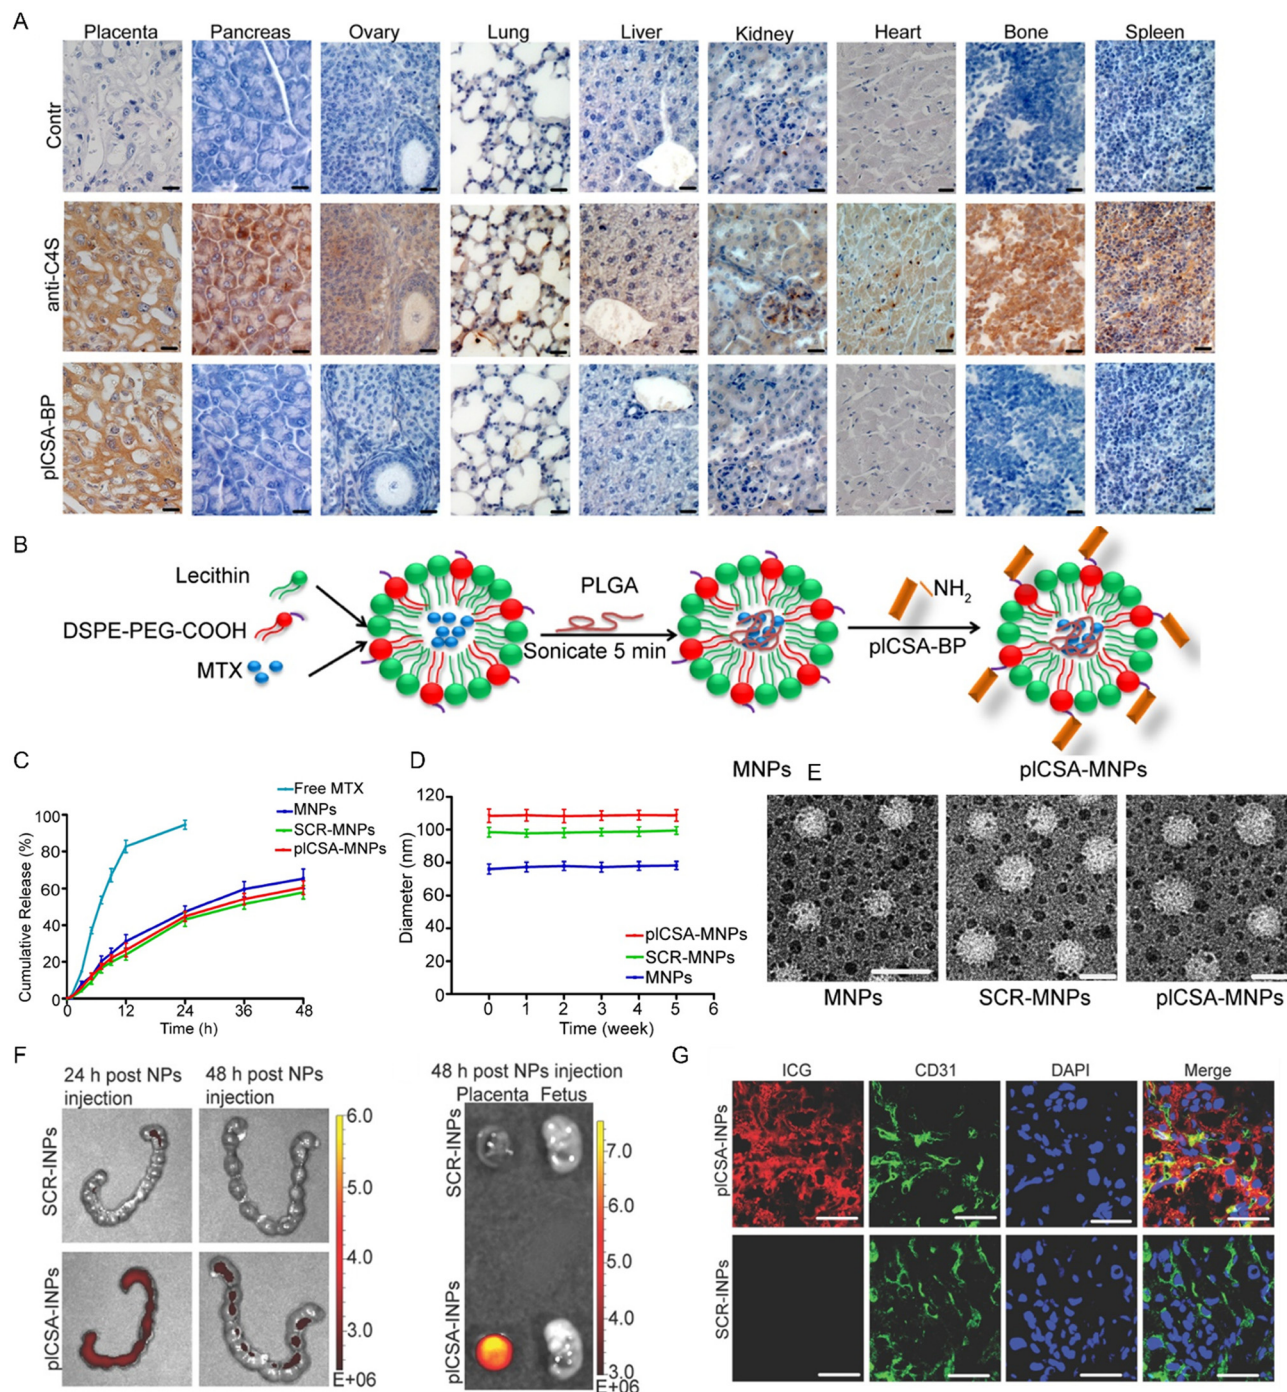 A
Placenta Pancreas Ovary Lung Liver Kidney Heart Bone Spleen
Contr
anti-C4S
plCSA-BP
B
Lecithin
DSPE-PEG-COOH
MTX
PLGA
Sonicate 5 min
NH2
plCSA-BP
MNPs
plCSA-MNPs
C
Free MTX
MNPs
SCR-MNPs
plCSA-MNPs
Cumulative Release (%)
100
80
60
40
20
0
0 12 24 36 48
Time (h)
D
Diameter (nm)
120
100
80
60
40
20
0
plCSA-MNPs
SCR-MNPs
MNPs
0 1 2 3 4 5 6
Time (week)
E
MNPs SCR-MNPs plCSA-MNPs
F
24 h post NPs
injection
48 h post NPs
injection
SCR-INPs
plCSA-INPs
6.0
5.0
4.0
3.0
E+06
48 h post NPs injection
Placenta Fetus
SCR-INPs
plCSA-INPs
7.0
6.0
5.0
4.0
3.0
E+06
G
ICG CD31 DAPI Merge
plCSA-INPs
SCR-INPs